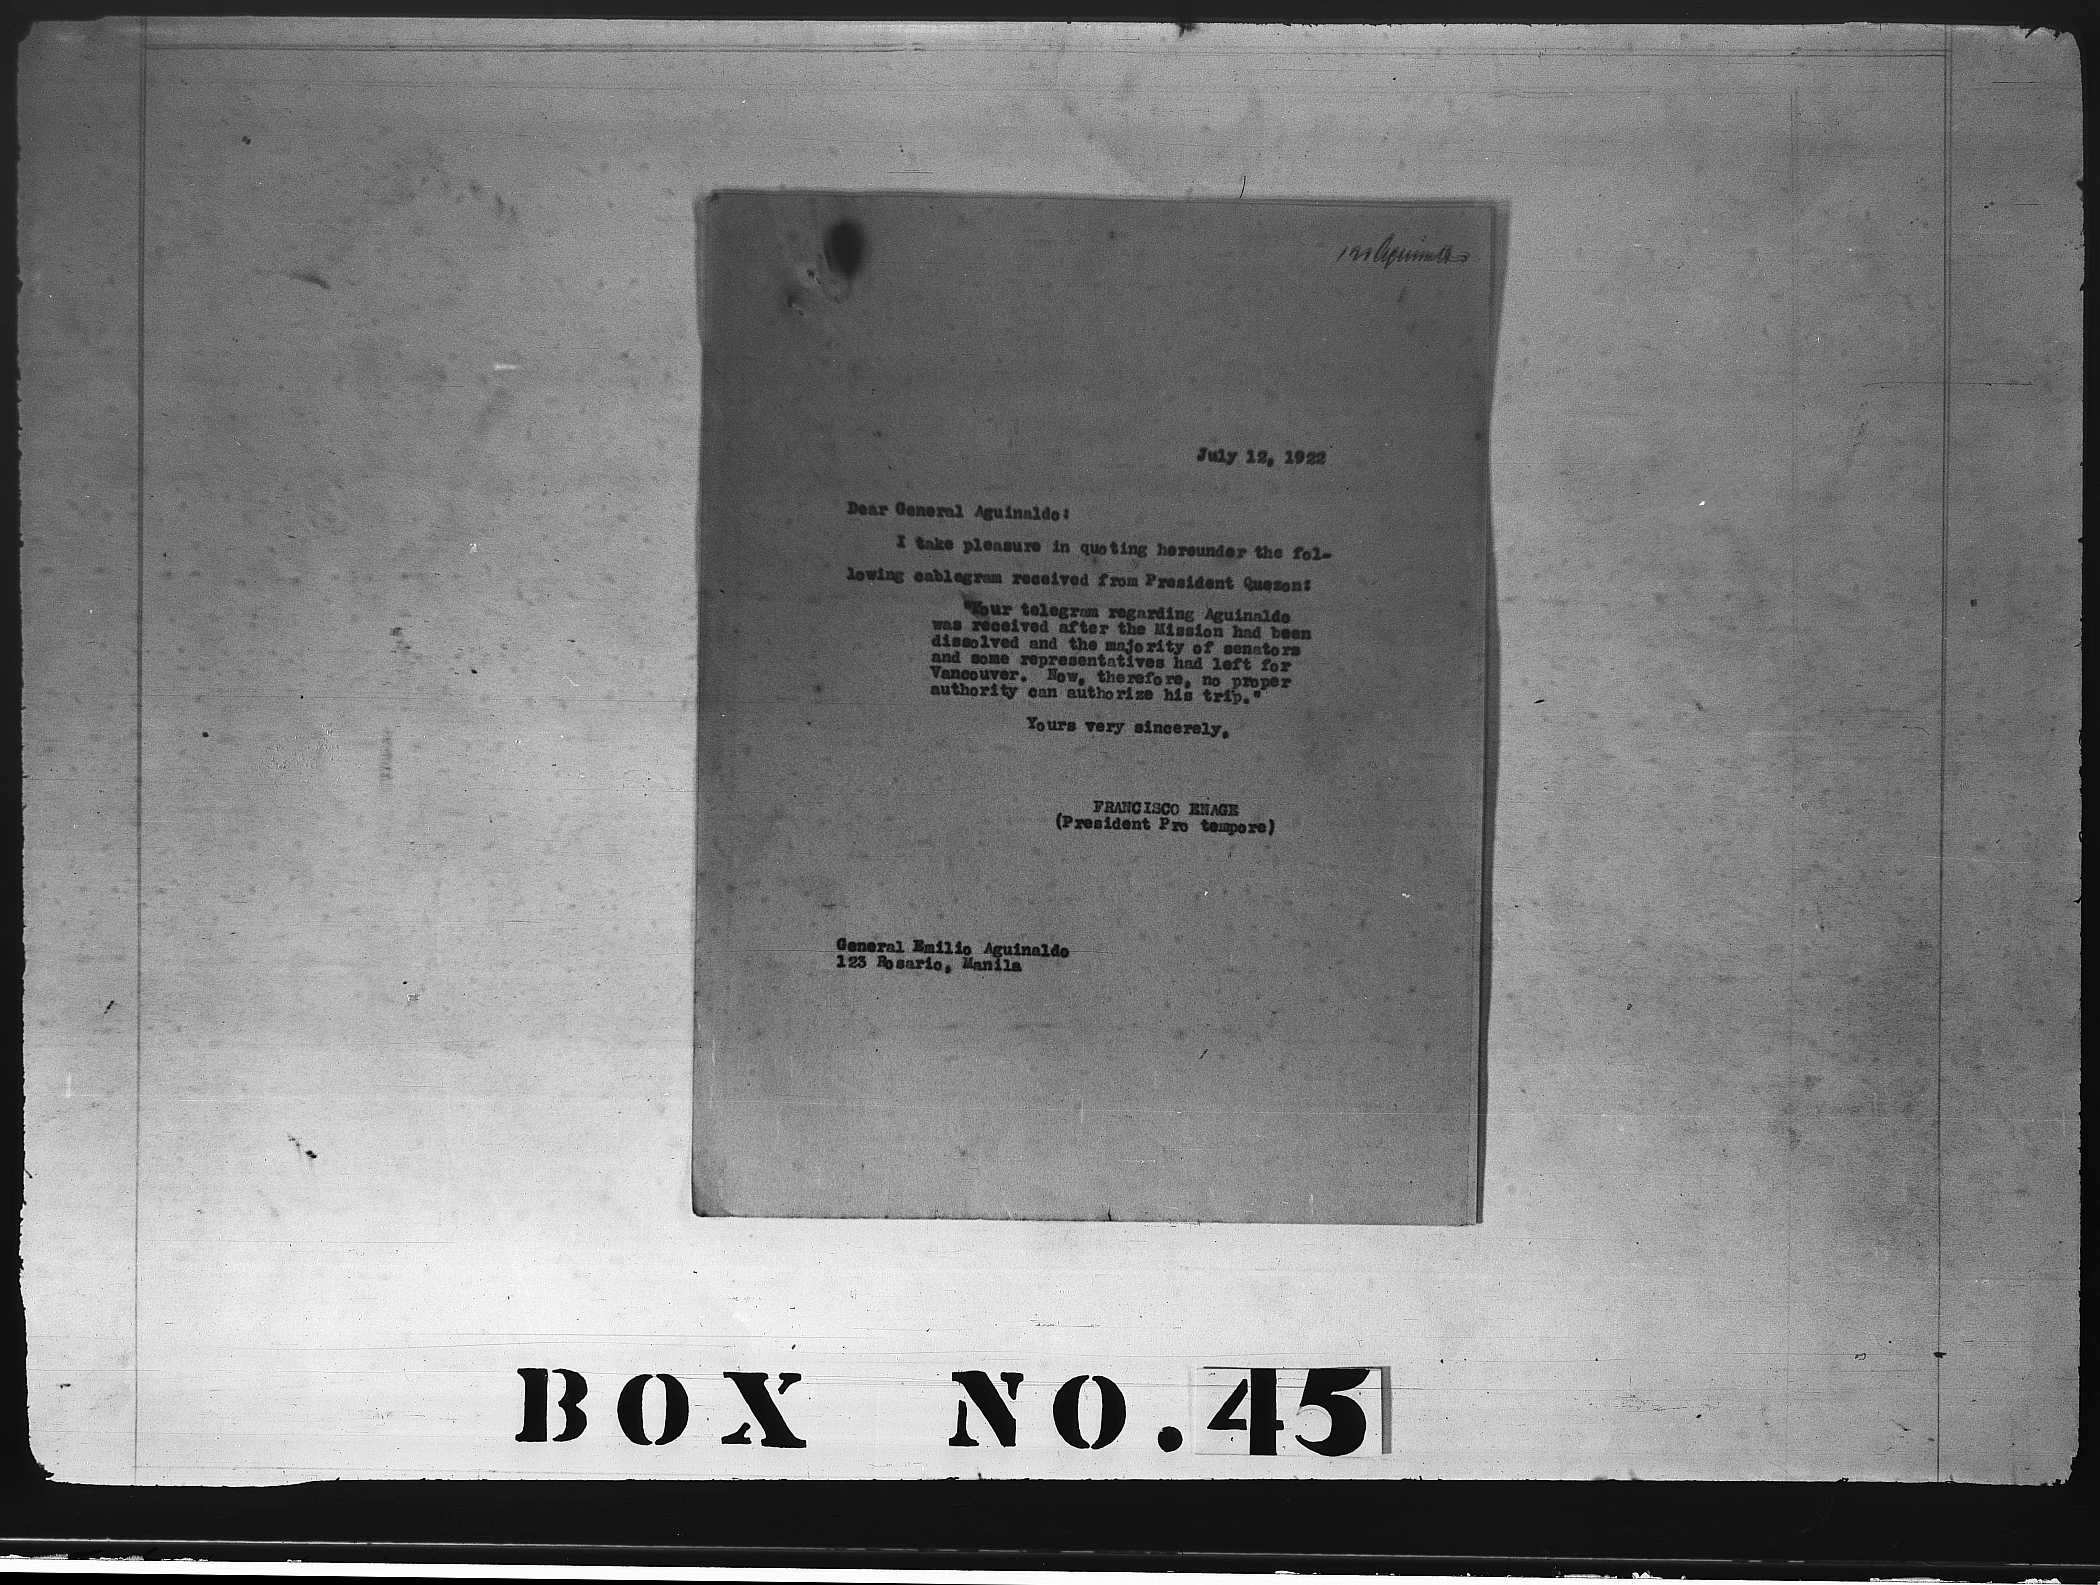 Aguinaldo
July 12, 1922
Dear General Aguinaldo:
I take pleasure in quoting hereunder the fol-
lowing cablegram received from President Quezon:
"Your telegram regarding Aguinaldo
was received after the Mission had been
dissolved and the majority of senators
and some representatives had left for
Vancouver. Now, therefore, no proper
authority can authorize his trip."
Yours very sincerely,
FRANCISCO ENAGE
(President Pro tempore)
General Emilio Aguinaldo
123 Rosario, Manila
BOX NO. 45